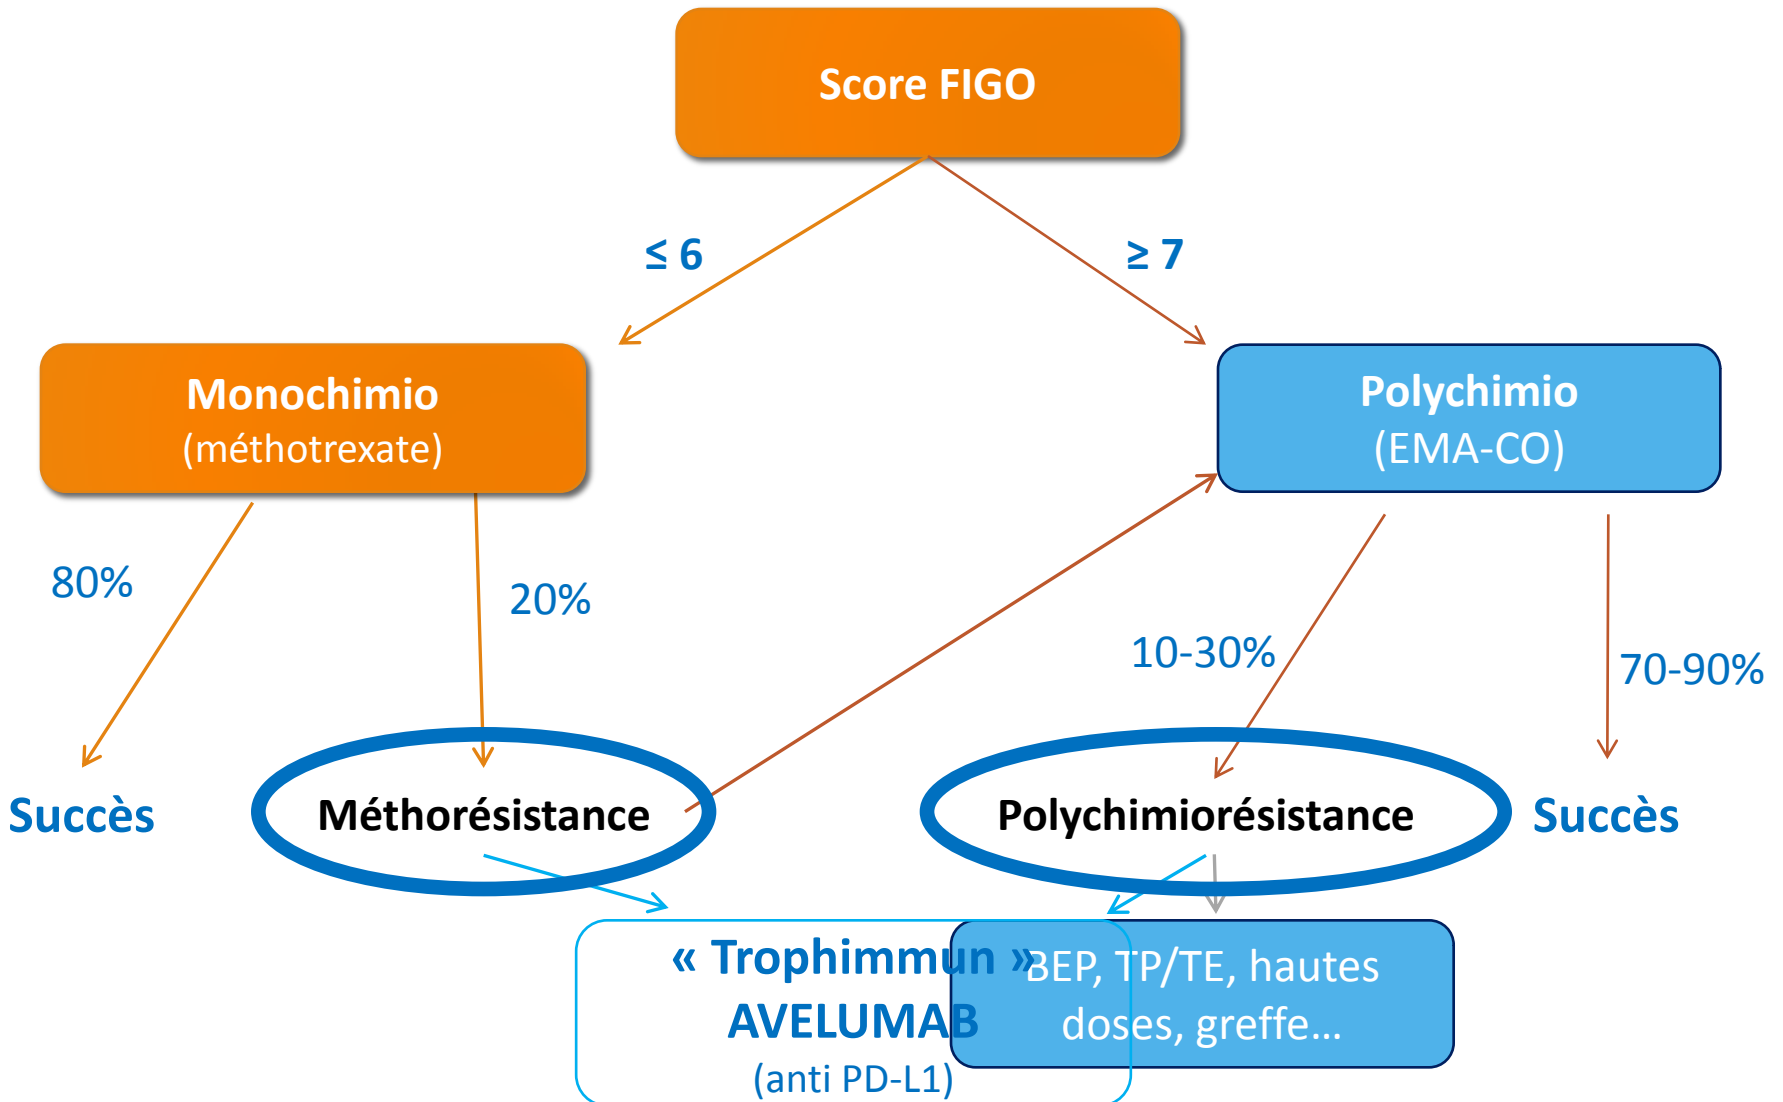 Score FIGO
≤ 6
≥ 7
Monochimio
(méthotrexate)
Polychimio
(EMA-CO)
80%
20%
10-30%
70-90%
Succès
Méthorésistance
Polychimiorésistance
Succès
« Trophimmun »
AVELUMAB
(anti PD-L1)
BEP, TP/TE, hautes
doses, greffe…